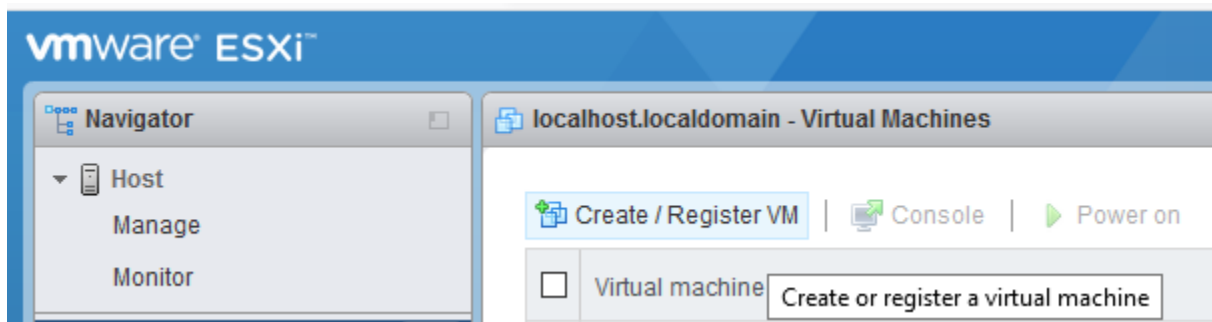 vmware® ESXi™
Navigator
localhost.localdomain - Virtual Machines
Host
Manage
Monitor
Create / Register VM | Console | Power on
Virtual machine
Create or register a virtual machine